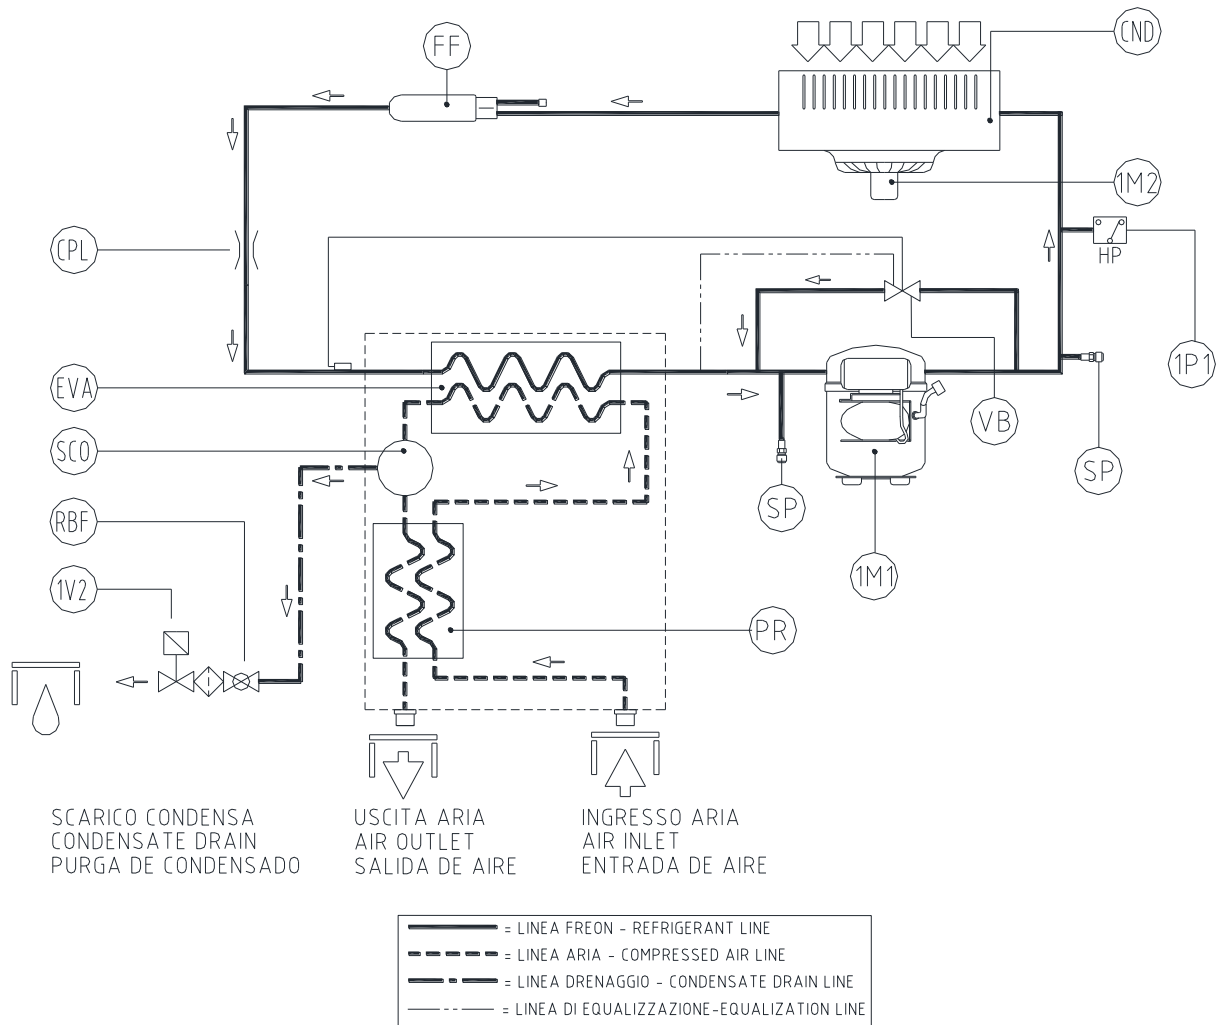 FF
CND
1M2
CPL
HP
1P1
EVA
VB
SCO
SP
SP
RBF
1M1
1V2
PR
SCARICO CONDENSA
CONDENSATE DRAIN
PURGA DE CONDENSADO
USCITA ARIA
AIR OUTLET
SALIDA DE AIRE
INGRESSO ARIA
AIR INLET
ENTRADA DE AIRE
= LINEA FREON - REFRIGERANT LINE
= LINEA ARIA - COMPRESSED AIR LINE
= LINEA DRENAGGIO - CONDENSATE DRAIN LINE
= LINEA DI EQUALIZZAZIONE-EQUALIZATION LINE